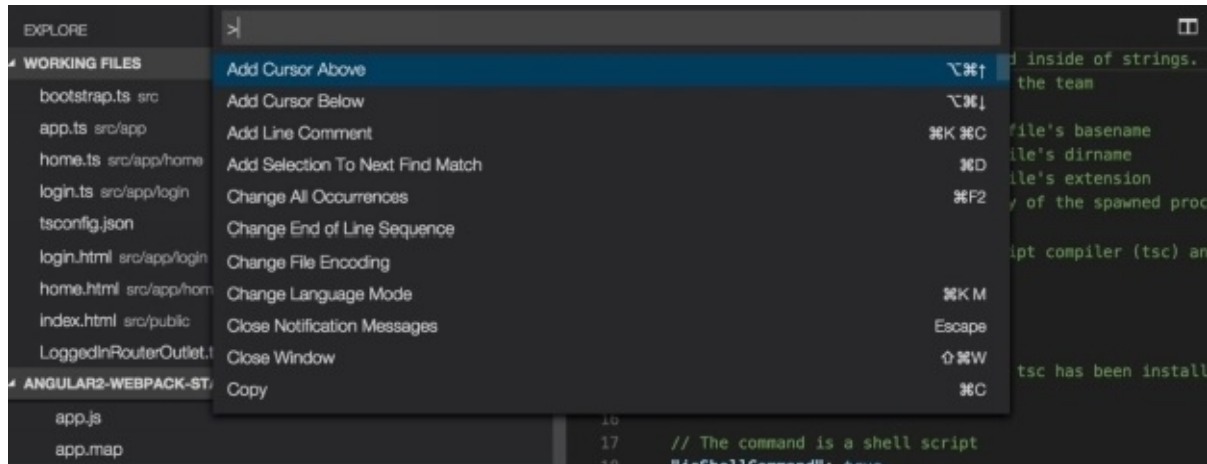 EXPLORE
WORKING FILES
bootstrap.ts src
app.ts src/app
home.ts src/app/home
login.ts src/app/login
tsconfig.json
login.html src/app/login
home.html src/app/hom
index.html src/public
LoggedInRouterOutlet.t
ANGULAR2-WEBPACK-STA
app.js
app.map
>
Add Cursor Above ⌥⌘↑
Add Cursor Below ⌥⌘↓
Add Line Comment ⌘K ⌘C
Add Selection To Next Find Match ⌘D
Change All Occurrences ⌘F2
Change End of Line Sequence
Change File Encoding
Change Language Mode ⌘K M
Close Notification Messages Escape
Close Window ⇧⌘W
Copy ⌘C
d inside of strings.
the team
file's basename
ile's dirname
ile's extension
y of the spawned proc
ipt compiler (tsc) an
tsc has been install
16
17 // The command is a shell script
18 "isShellCommand": true,